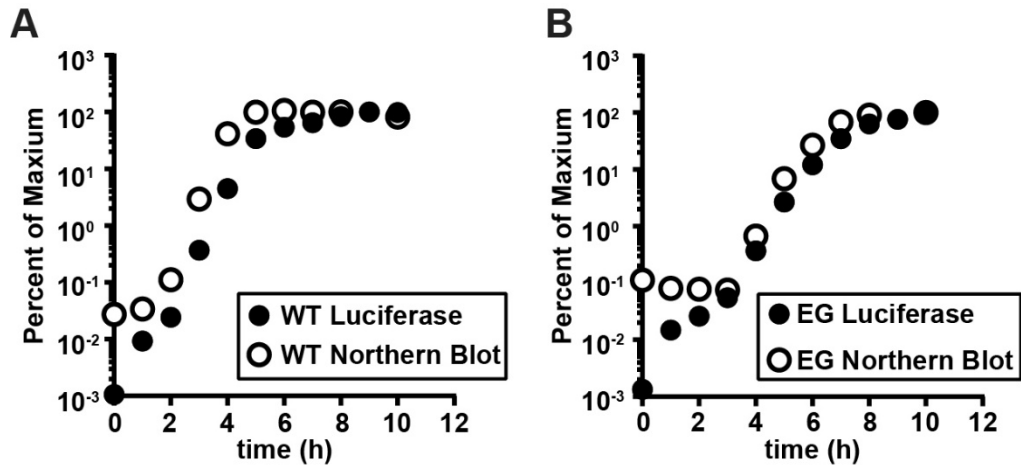 A
Percent of Maxium
10³
10²
10¹
10⁰
10⁻¹
10⁻²
10⁻³
0 2 4 6 8 10 12
time (h)
WT Luciferase
WT Northern Blot
B
Percent of Maxium
10³
10²
10¹
10⁰
10⁻¹
10⁻²
10⁻³
0 2 4 6 8 10 12
time (h)
EG Luciferase
EG Northern Blot